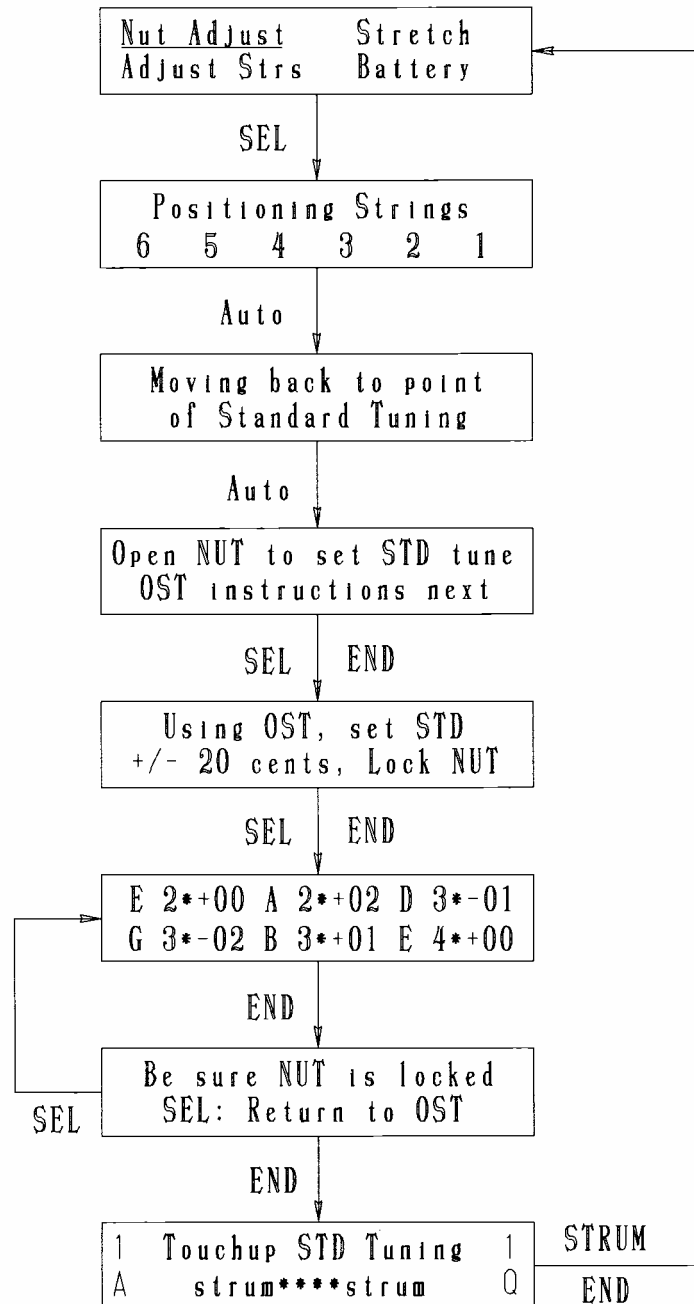 Nut Adjust Stretch
Adjust Strs Battery
SEL
Positioning Strings
6 5 4 3 2 1
Auto
Moving back to point
of Standard Tuning
Auto
Open NUT to set STD tune
OST instructions next
SEL END
Using OST, set STD
+/- 20 cents, Lock NUT
SEL END
E 2*+00 A 2*+02 D 3*-01
G 3*-02 B 3*+01 E 4*+00
END
Be sure NUT is locked
SEL: Return to OST
SEL
END
1 Touchup STD Tuning 1
A strum****strum Q
STRUM
END